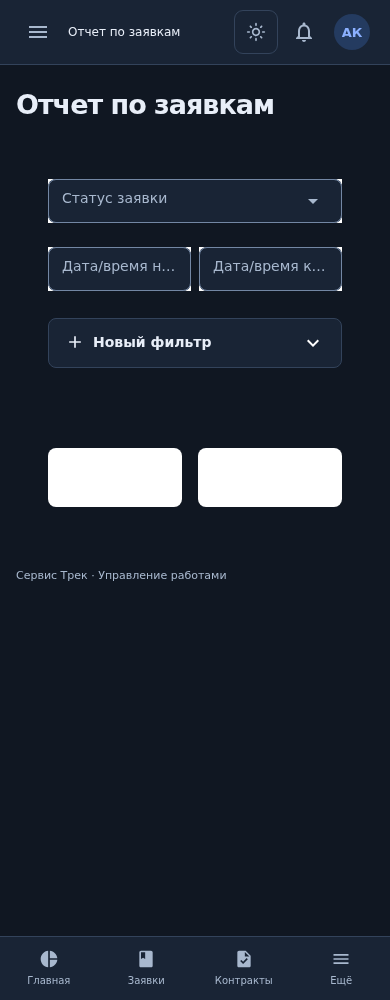 Отчет по заявкам
АК
Отчет по заявкам
Статус заявки
Дата/время н...
Дата/время к...
Новый фильтр
Сервис Трек · Управление работами
Главная
Заявки
Контракты
Ещё